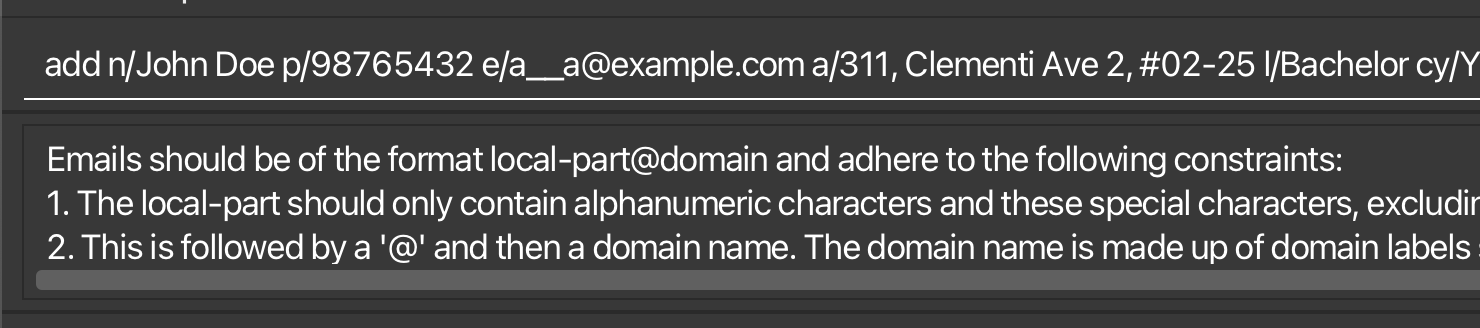 add n/John Doe p/98765432 e/a__a@example.com a/311, Clementi Ave 2, #02-25 l/Bachelor cy/Y
Emails should be of the format local-part@domain and adhere to the following constraints:
1. The local-part should only contain alphanumeric characters and these special characters, excludin
2. This is followed by a '@' and then a domain name. The domain name is made up of domain labels